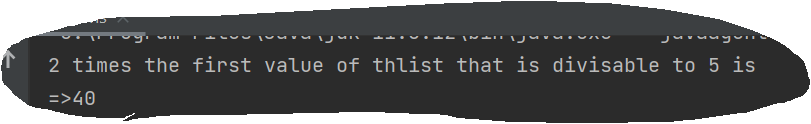 2 times the first value of thlist that is divisable to 5 is
=>40